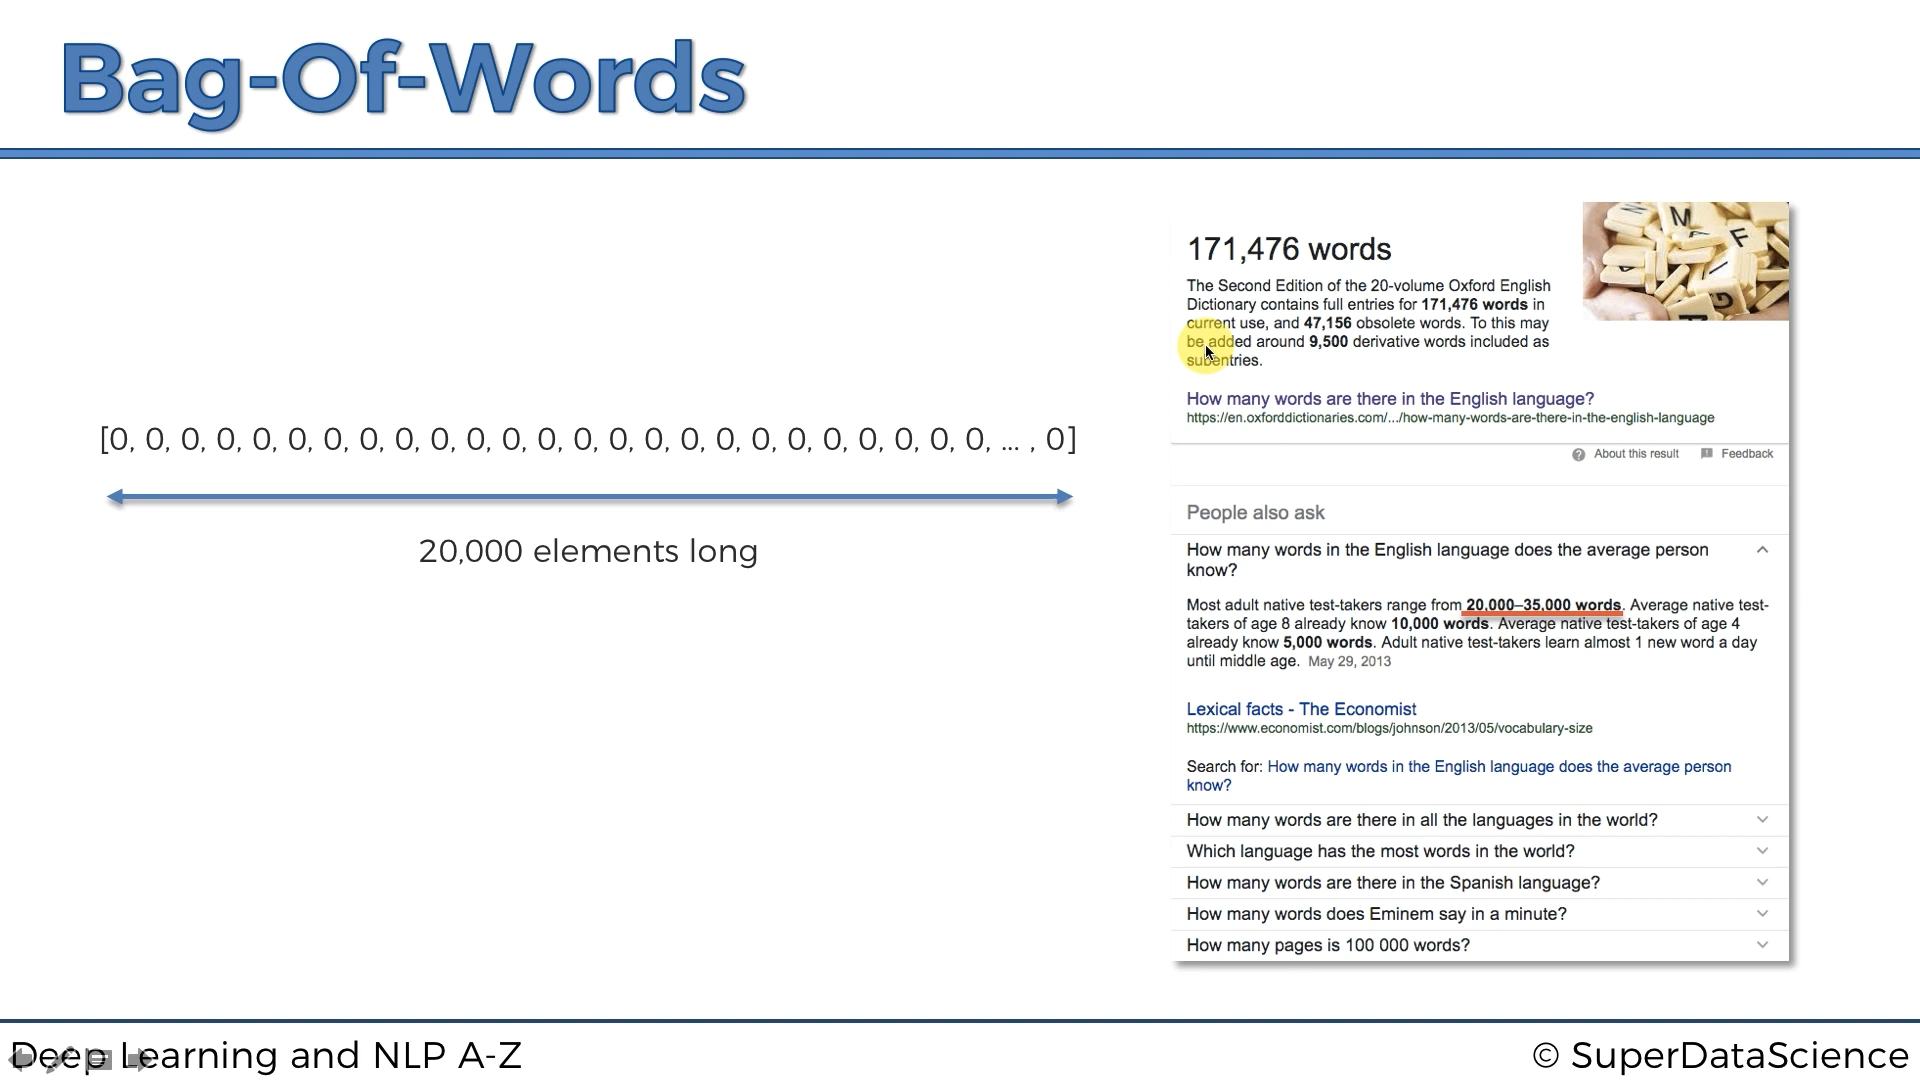 Bag-Of-Words
[0, 0, 0, 0, 0, 0, 0, 0, 0, 0, 0, 0, 0, 0, 0, 0, 0, 0, 0, 0, 0, 0, 0, 0, 0, ... , 0]
20,000 elements long
171,476 words
The Second Edition of the 20-volume Oxford English
Dictionary contains full entries for 171,476 words in
current use, and 47,156 obsolete words. To this may
be added around 9,500 derivative words included as
subentries.
How many words are there in the English language?
https://en.oxforddictionaries.com/.../how-many-words-are-there-in-the-english-language
About this result Feedback
People also ask
How many words in the English language does the average person
know?
Most adult native test-takers range from 20,000–35,000 words. Average native test-
takers of age 8 already know 10,000 words. Average native test-takers of age 4
already know 5,000 words. Adult native test-takers learn almost 1 new word a day
until middle age. May 29, 2013
Lexical facts - The Economist
https://www.economist.com/blogs/johnson/2013/05/vocabulary-size
Search for: How many words in the English language does the average person
know?
How many words are there in all the languages in the world?
Which language has the most words in the world?
How many words are there in the Spanish language?
How many words does Eminem say in a minute?
How many pages is 100 000 words?
Deep Learning and NLP A-Z
© SuperDataScience